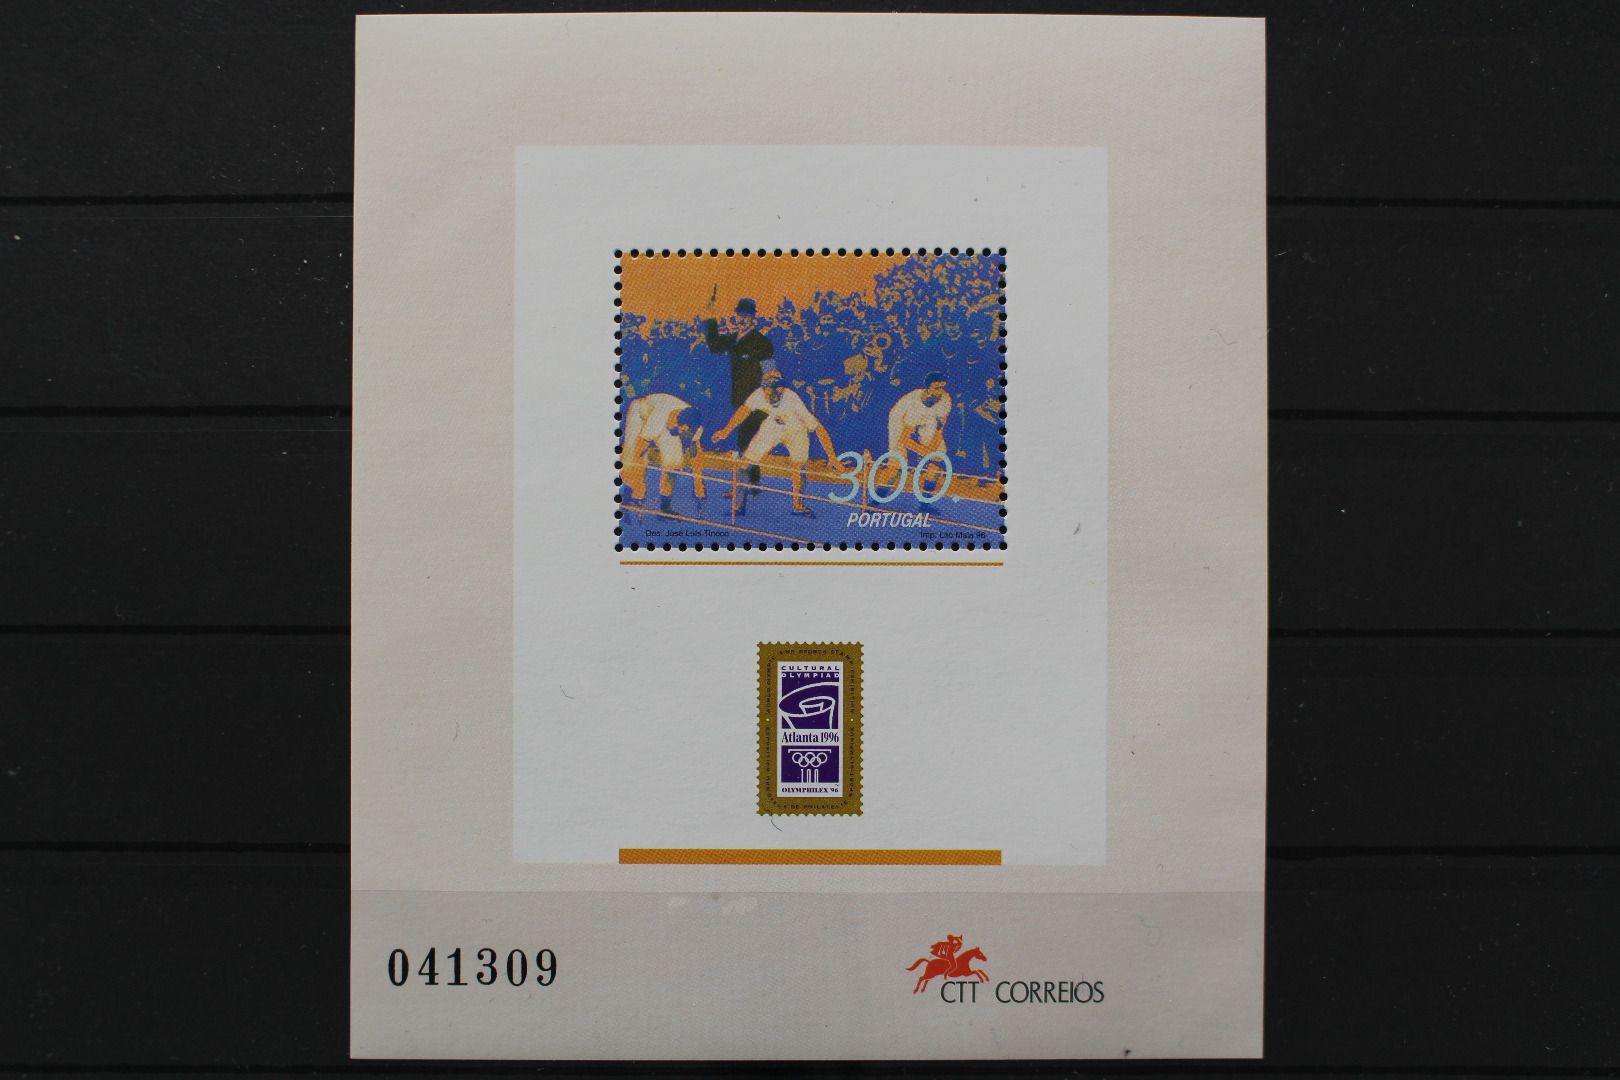 300.
PORTUGAL
Des. José Luis Tinoco
Imp. Lito Maia 96
CULTURAL
OLYMPIAD
Atlanta 1996
100
OLYMPHILEX '96
041309
CTT CORREIOS